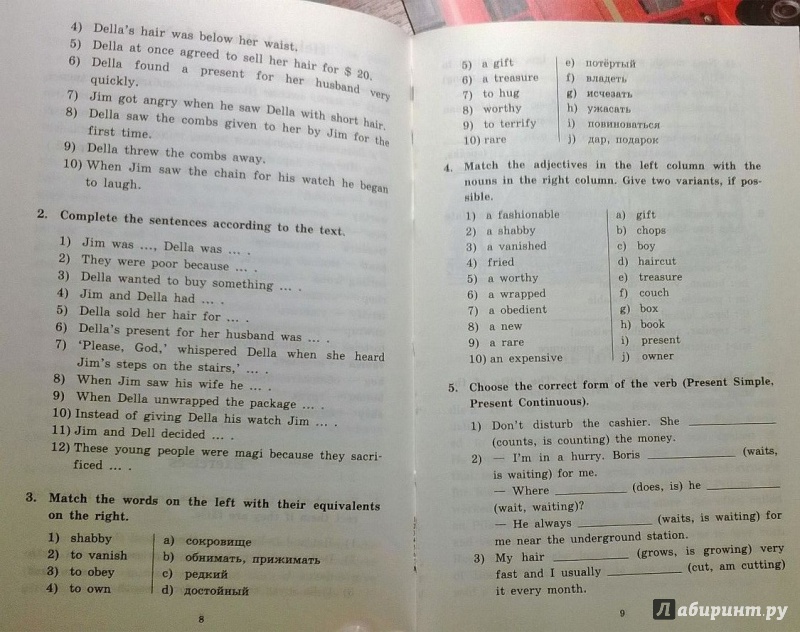 4) Della's hair was below her waist.
5) Della at once agreed to sell her hair for $ 20.
6) Della found a present for her husband very
quickly.
7) Jim got angry when he saw Della with short hair.
8) Della saw the combs given to her by Jim for the
first time.
9) Della threw the combs away.
10) When Jim saw the chain for his watch he began
to laugh.
2. Complete the sentences according to the text.
1) Jim was ..., Della was ... .
2) They were poor because ... .
3) Della wanted to buy something ... .
4) Jim and Della had ... .
5) Della sold her hair for ... .
6) Della's present for her husband was ... .
7) 'Please, God,' whispered Della when she heard
Jim's steps on the stairs,' ... .
8) When Jim saw his wife he ... .
9) When Della unwrapped the package ... .
10) Instead of giving Della his watch Jim ... .
11) Jim and Dell decided ... .
12) These young people were magi because they sacri-
ficed ... .
3. Match the words on the left with their equivalents
on the right.
1) shabby a) сокровище
2) to vanish b) обнимать, прижимать
3) to obey c) редкий
4) to own d) достойный
8
5) a gift e) потёртый
6) a treasure f) владеть
7) to hug g) исчезать
8) worthy h) ужасать
9) to terrify i) повиноваться
10) rare j) дар, подарок
4. Match the adjectives in the left column with the
nouns in the right column. Give two variants, if pos-
sible.
1) a fashionable a) gift
2) a shabby b) chops
3) a vanished c) boy
4) fried d) haircut
5) a worthy e) treasure
6) a wrapped f) couch
7) a obedient g) box
8) a new h) book
9) a rare i) present
10) an expensive j) owner
5. Choose the correct form of the verb (Present Simple,
Present Continuous).
1) Don't disturb the cashier. She ____________
(counts, is counting) the money.
2) — I'm in a hurry. Boris __________ (waits,
is waiting) for me.
— Where __________ (does, is) he __________
(wait, waiting)?
— He always __________ (waits, is waiting) for
me near the underground station.
3) My hair __________ (grows, is growing) very
fast and I usually __________ (cut, am cutting)
it every month.
9
Лабиринт.ру